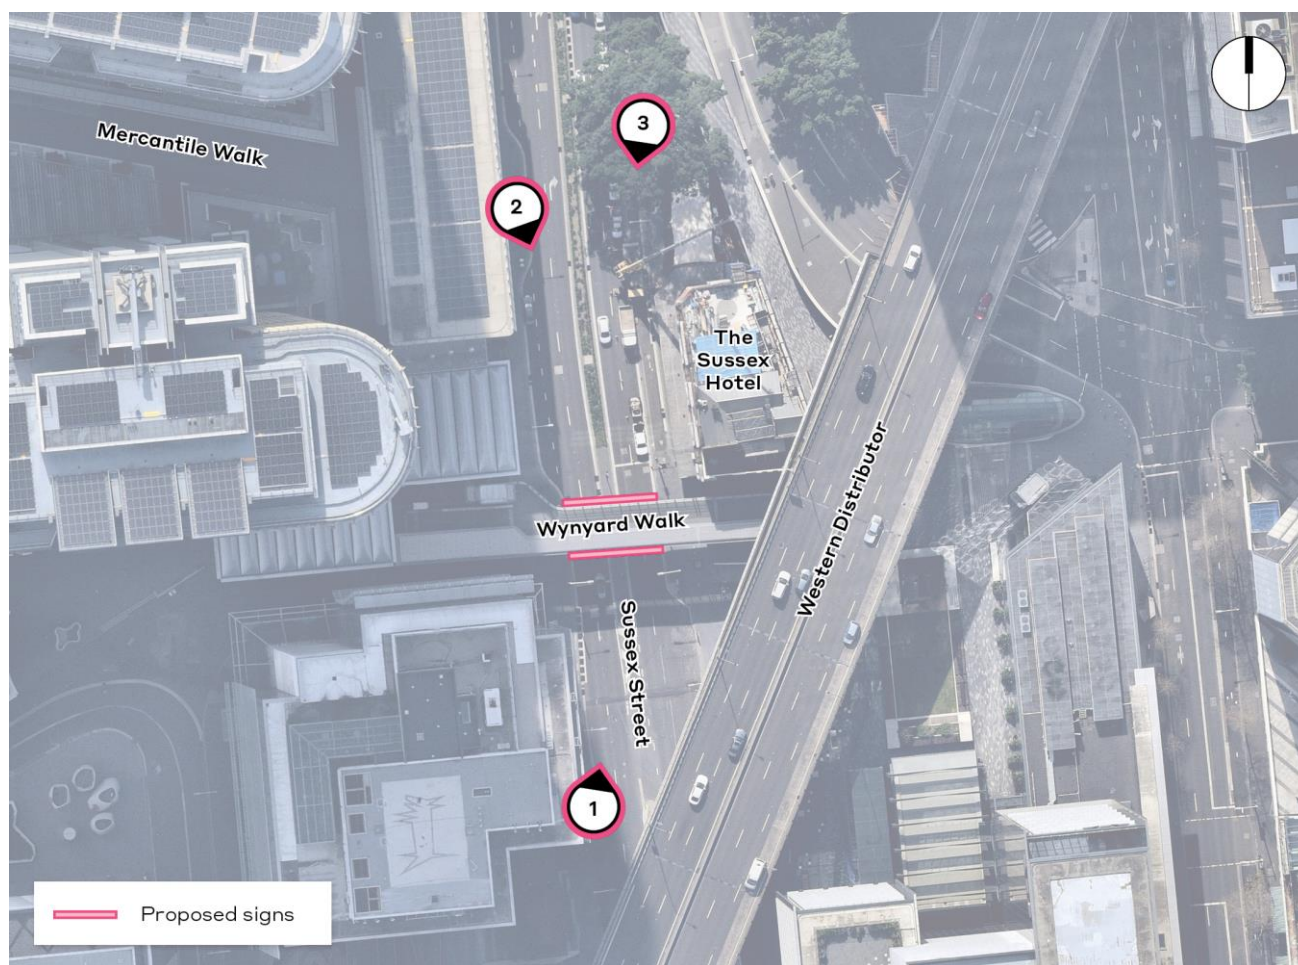 Mercantile Walk
3
2
The
Sussex
Hotel
Western Distributor
Wynyard Walk
Sussex Street
1
Proposed signs